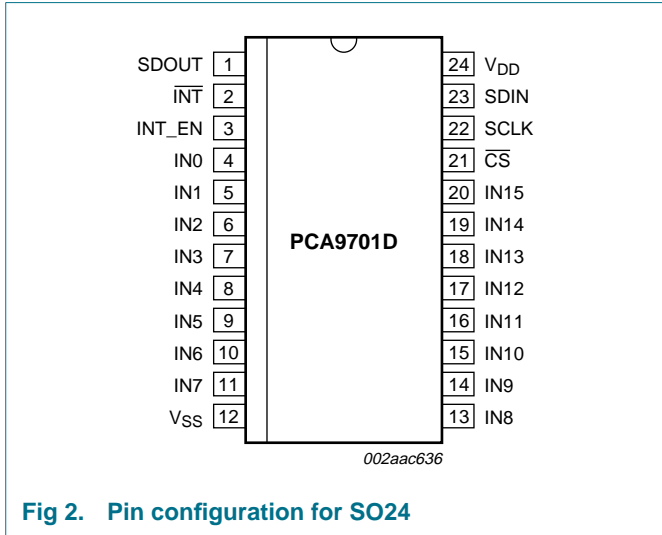 SDOUT 1 24 VDD
INT 2 23 SDIN
INT_EN 3 22 SCLK
IN0 4 21 CS
IN1 5 20 IN15
IN2 6 19 IN14
IN3 7 18 IN13
PCA9701D
IN4 8 17 IN12
IN5 9 16 IN11
IN6 10 15 IN10
IN7 11 14 IN9
VSS 12 13 IN8
002aac636
Fig 2. Pin configuration for SO24